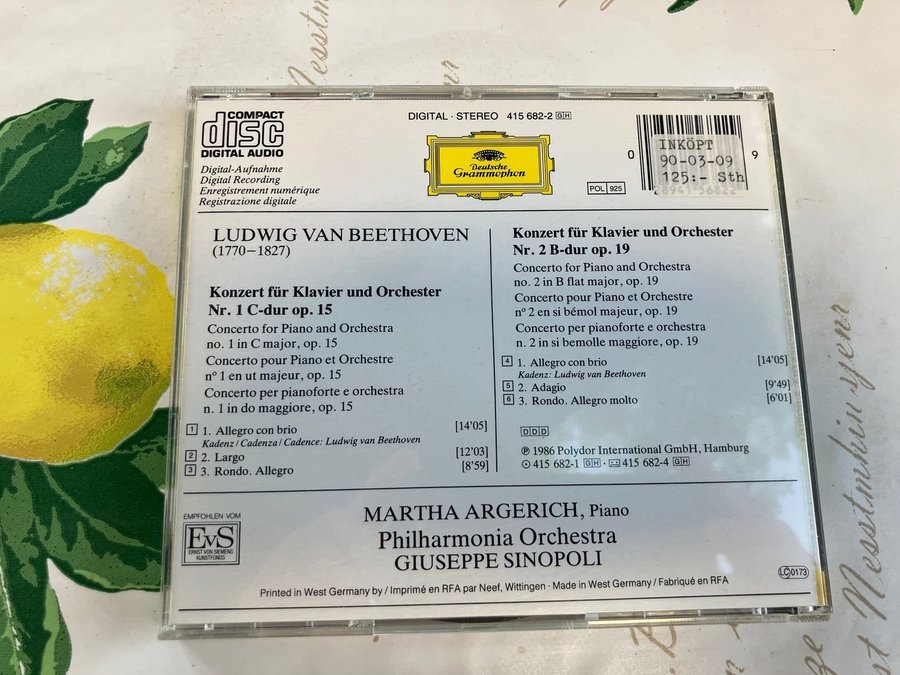 COMPACT
disc
DIGITAL AUDIO
Digital-Aufnahme
Digital Recording
Enregistrement numérique
Registrazione digitale
DIGITAL · STEREO 415 682-2 GH
Deutsche
Grammophon
POL 925
0
9
INKÖPT
90-03-09
125:- Sth
28941 56822
LUDWIG VAN BEETHOVEN
(1770–1827)
Konzert für Klavier und Orchester
Nr. 1 C-dur op. 15
Concerto for Piano and Orchestra
no. 1 in C major, op. 15
Concerto pour Piano et Orchestre
nº 1 en ut majeur, op. 15
Concerto per pianoforte e orchestra
n. 1 in do maggiore, op. 15
1 1. Allegro con brio [14'05]
Kadenz / Cadenza / Cadence: Ludwig van Beethoven
2 2. Largo [12'03]
3 3. Rondo. Allegro [8'59]
Konzert für Klavier und Orchester
Nr. 2 B-dur op. 19
Concerto for Piano and Orchestra
no. 2 in B flat major, op. 19
Concerto pour Piano et Orchestre
nº 2 en si bémol majeur, op. 19
Concerto per pianoforte e orchestra
n. 2 in si bemolle maggiore, op. 19
4 1. Allegro con brio [14'05]
Kadenz: Ludwig van Beethoven
5 2. Adagio [9'49]
6 3. Rondo. Allegro molto [6'01]
DDD
℗ 1986 Polydor International GmbH, Hamburg
415 682-1 GH · 415 682-4 GH
EMPFOHLEN VOM
EvS
ERNST VON SIEMENS
KUNSTFONDS
MARTHA ARGERICH, Piano
Philharmonia Orchestra
GIUSEPPE SINOPOLI
LC 0173
Printed in West Germany by / Imprimé en RFA par Neef, Wittingen · Made in West Germany / Fabriqué en RFA